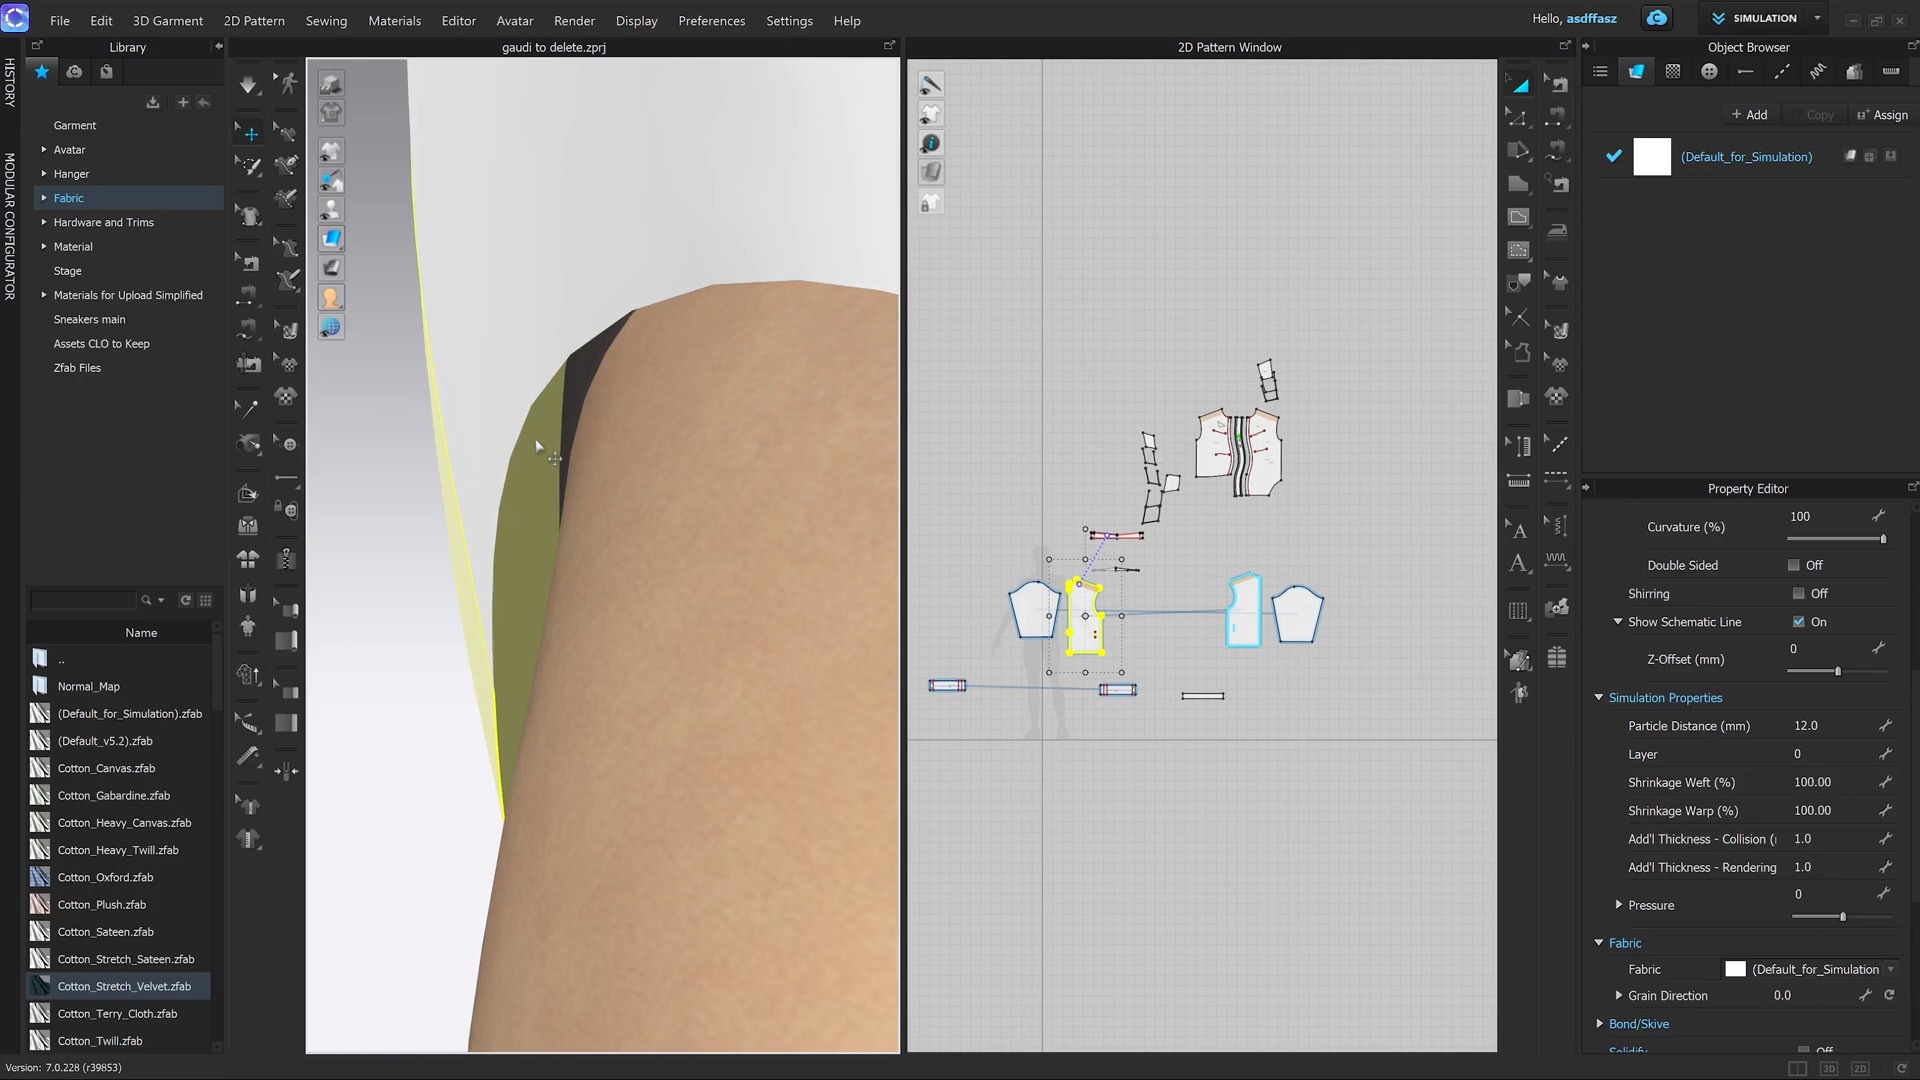 File Edit 3D Garment 2D Pattern Sewing Materials Editor Avatar Render Display Preferences Settings Help Hello, asdffasz SIMULATION
Library gaudi to delete.zprj 2D Pattern Window Object Browser
HISTORY
MODULAR CONFIGURATOR
Garment
Avatar
Hanger
Fabric
Hardware and Trims
Material
Stage
Materials for Upload Simplified
Sneakers main
Assets CLO to Keep
Zfab Files
Name
..
Normal_Map
(Default_for_Simulation).zfab
(Default_v5.2).zfab
Cotton_Canvas.zfab
Cotton_Gabardine.zfab
Cotton_Heavy_Canvas.zfab
Cotton_Heavy_Twill.zfab
Cotton_Oxford.zfab
Cotton_Plush.zfab
Cotton_Sateen.zfab
Cotton_Stretch_Sateen.zfab
Cotton_Stretch_Velvet.zfab
Cotton_Terry_Cloth.zfab
Cotton_Twill.zfab
+ Add Copy Assign
(Default_for_Simulation)
Property Editor
Curvature (%) 100
Double Sided Off
Shirring Off
Show Schematic Line On
Z-Offset (mm) 0
Simulation Properties
Particle Distance (mm) 12.0
Layer 0
Shrinkage Weft (%) 100.00
Shrinkage Warp (%) 100.00
Add'l Thickness - Collision ( 1.0
Add'l Thickness - Rendering 1.0
Pressure 0
Fabric
Fabric (Default_for_Simulation
Grain Direction 0.0
Bond/Skive
Solidify Off
Version: 7.0.228 (r39853) 3D 2D